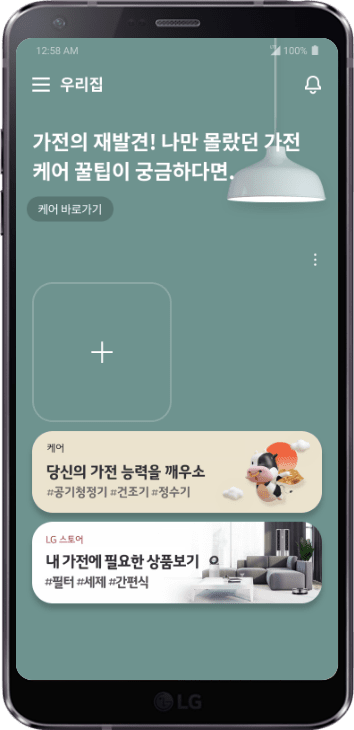 12:58 AM
100%
우리집
가전의 재발견! 나만 몰랐던 가전
케어 꿀팁이 궁금하다면.
케어 바로가기
케어
당신의 가전 능력을 깨우소
#공기청정기 #건조기 #정수기
LG 스토어
내 가전에 필요한 상품보기
#필터 #세제 #간편식
LG